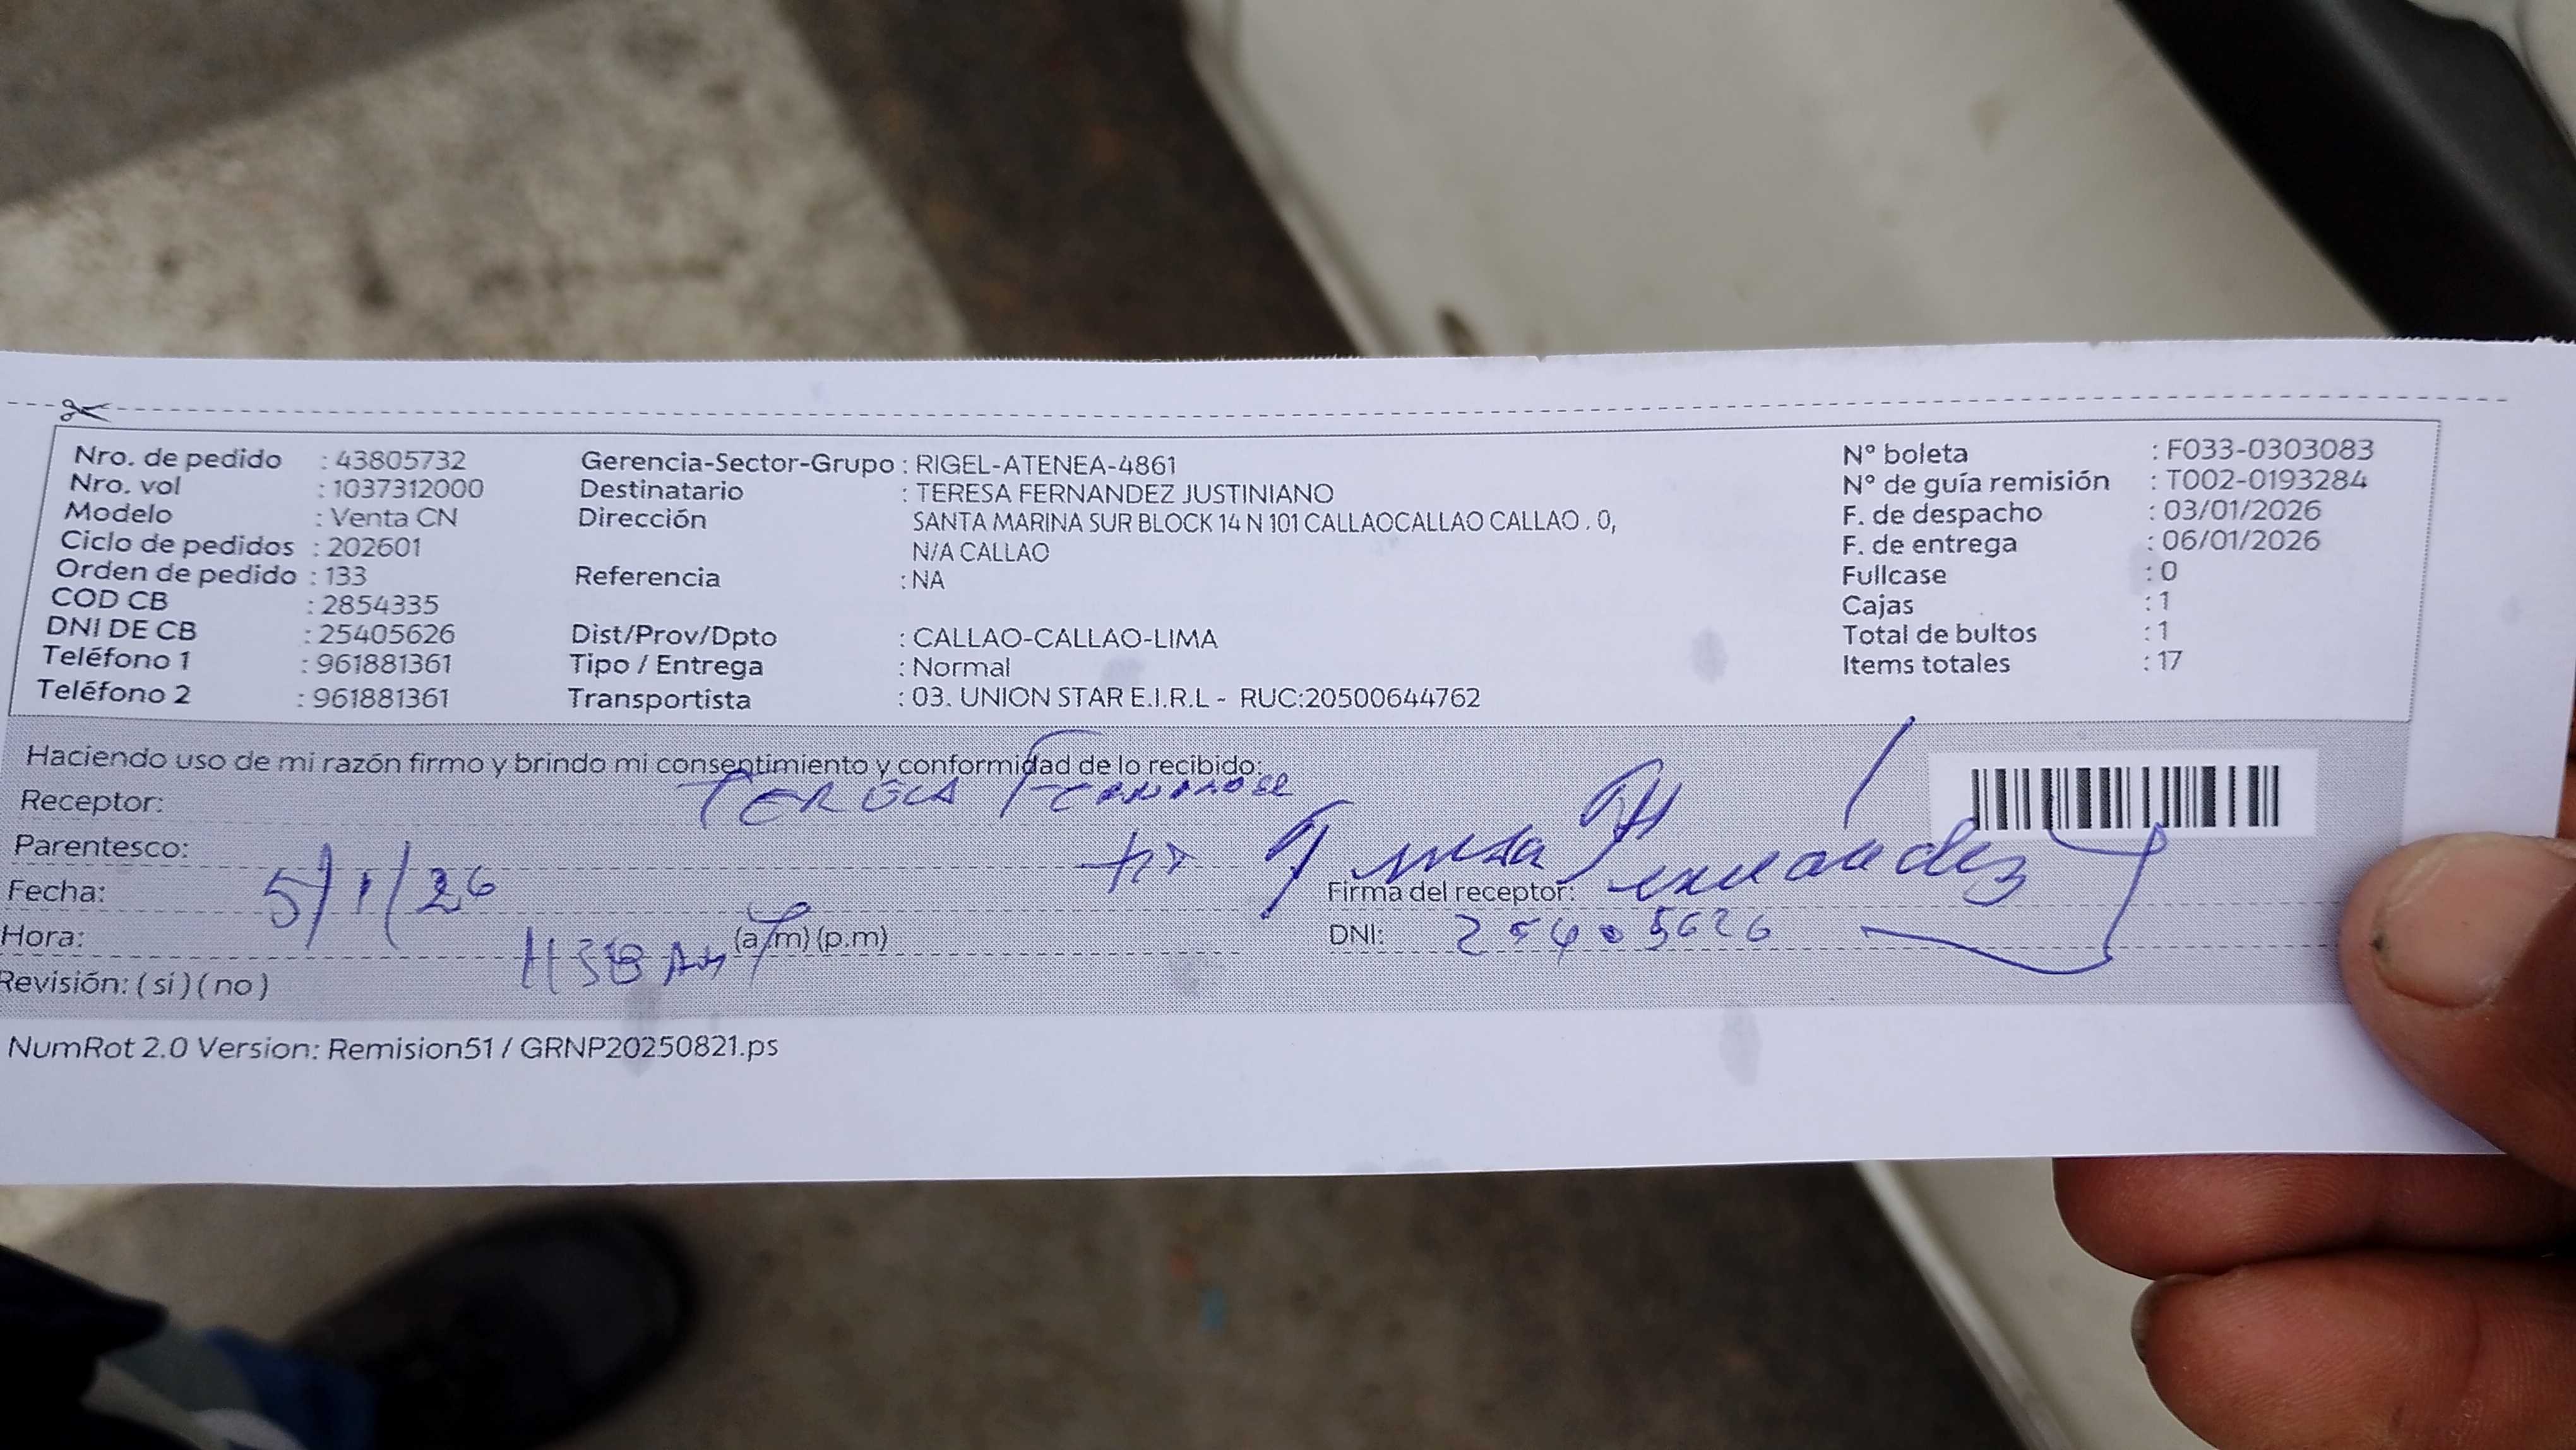 Nro. de pedido : 43805732
Nro. vol : 1037312000
Modelo : Venta CN
Ciclo de pedidos : 202601
Orden de pedido : 133
COD CB : 2854335
DNI DE CB : 25405626
Teléfono 1 : 961881361
Teléfono 2 : 961881361
Gerencia-Sector-Grupo : RIGEL-ATENEA-4861
Destinatario : TERESA FERNANDEZ JUSTINIANO
Dirección SANTA MARINA SUR BLOCK 14 N 101 CALLAOCALLAO CALLAO . 0,
N/A CALLAO
Referencia : NA
Dist/Prov/Dpto : CALLAO-CALLAO-LIMA
Tipo / Entrega : Normal
Transportista : 03. UNION STAR E.I.R.L - RUC:20500644762
N° boleta : F033-0303083
N° de guía remisión : T002-0193284
F. de despacho : 03/01/2026
F. de entrega : 06/01/2026
Fullcase : 0
Cajas : 1
Total de bultos : 1
Items totales : 17
Haciendo uso de mi razón firmo y brindo mi consentimiento y conformidad de lo recibido:
Receptor:
Parentesco:
Fecha: 5/1/26
Firma del receptor: Teresa Fernández
Hora: (a/m) (p.m)
DNI: 25405626
Revisión: ( si ) ( no )
NumRot 2.0 Version: Remision51 / GRNP20250821.ps